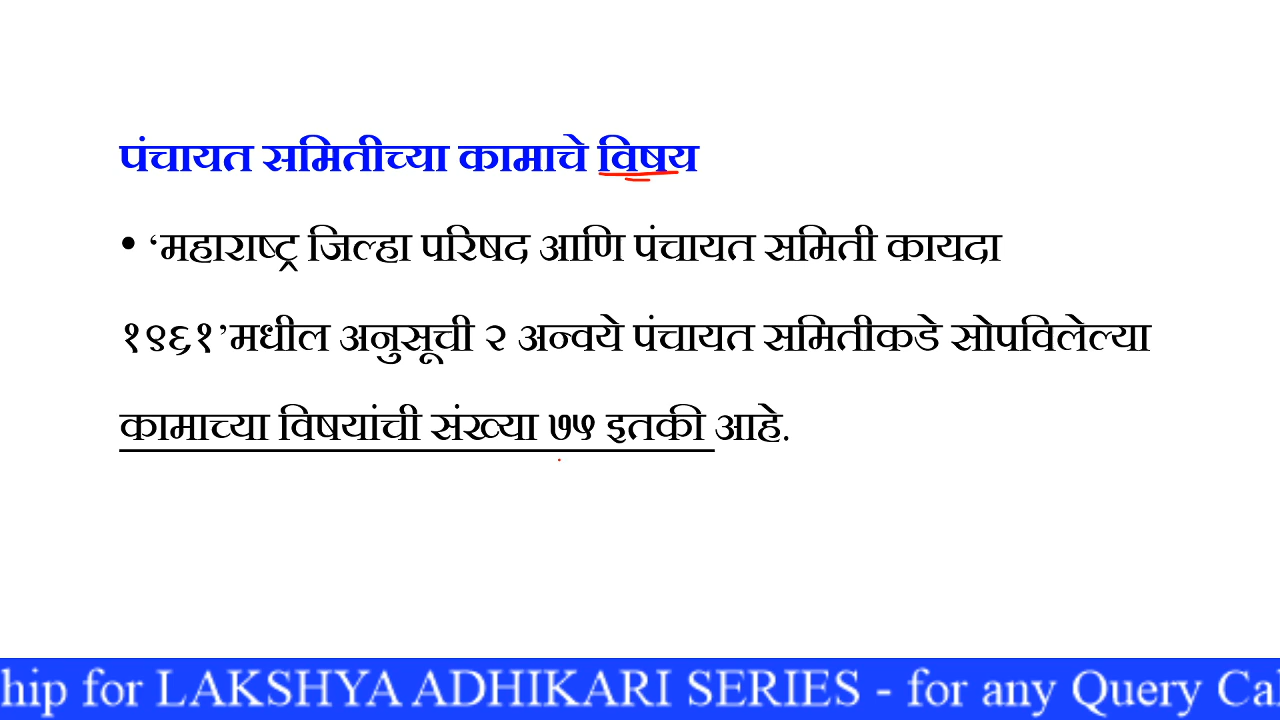 पंचायत समितीच्या कामाचे विषय
• ‘महाराष्ट्र जिल्हा परिषद आणि पंचायत समिती कायदा
१९६१’मधील अनुसूची २ अन्वये पंचायत समितीकडे सोपविलेल्या
कामाच्या विषयांची संख्या ७५ इतकी आहे.
hip for LAKSHYA ADHIKARI SERIES - for any Query Cal